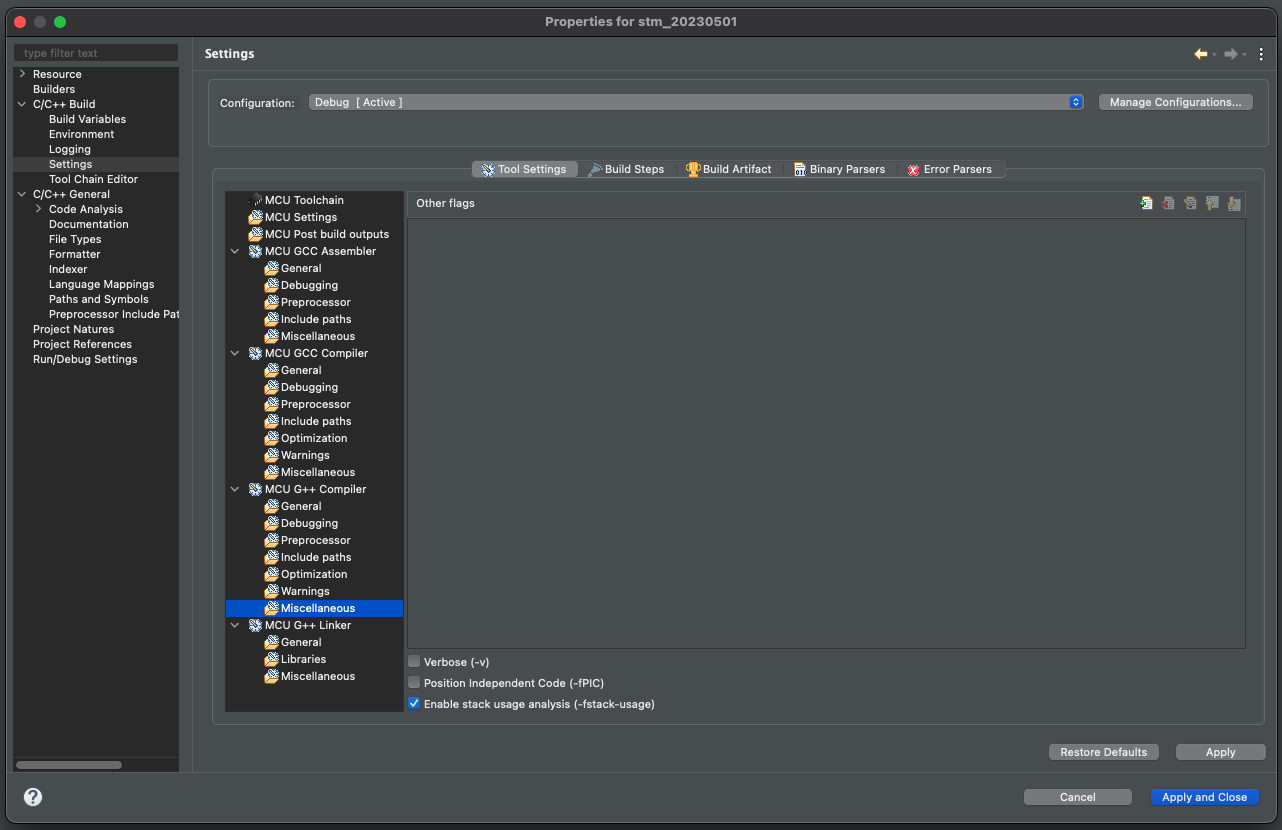 Properties for stm_20230501
type filter text
Resource
Builders
C/C++ Build
Build Variables
Environment
Logging
Settings
Tool Chain Editor
C/C++ General
Code Analysis
Documentation
File Types
Formatter
Indexer
Language Mappings
Paths and Symbols
Preprocessor Include Pat
Project Natures
Project References
Run/Debug Settings
Settings
Configuration:
Debug [ Active ]
Manage Configurations...
Tool Settings
Build Steps
Build Artifact
Binary Parsers
Error Parsers
MCU Toolchain
MCU Settings
MCU Post build outputs
MCU GCC Assembler
General
Debugging
Preprocessor
Include paths
Miscellaneous
MCU GCC Compiler
General
Debugging
Preprocessor
Include paths
Optimization
Warnings
Miscellaneous
MCU G++ Compiler
General
Debugging
Preprocessor
Include paths
Optimization
Warnings
Miscellaneous
MCU G++ Linker
General
Libraries
Miscellaneous
Other flags
Verbose (-v)
Position Independent Code (-fPIC)
Enable stack usage analysis (-fstack-usage)
Restore Defaults
Apply
?
Cancel
Apply and Close